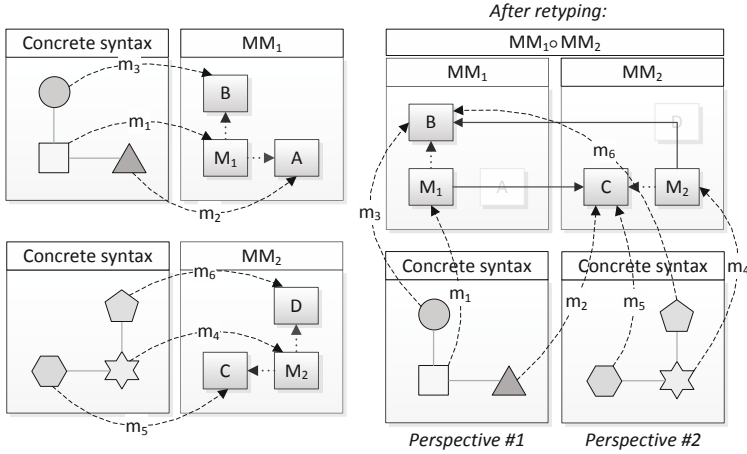 After retyping:
Concrete syntax
MM₁
m₃
B
m₁
M₁
A
m₂
Concrete syntax
MM₂
m₆
D
m₄
C
M₂
m₅
MM₁∘MM₂
MM₁
MM₂
B
D
m₆
M₁
A
C
M₂
m₃
m₄
Concrete syntax
Concrete syntax
m₁
m₂
m₅
Perspective #1
Perspective #2